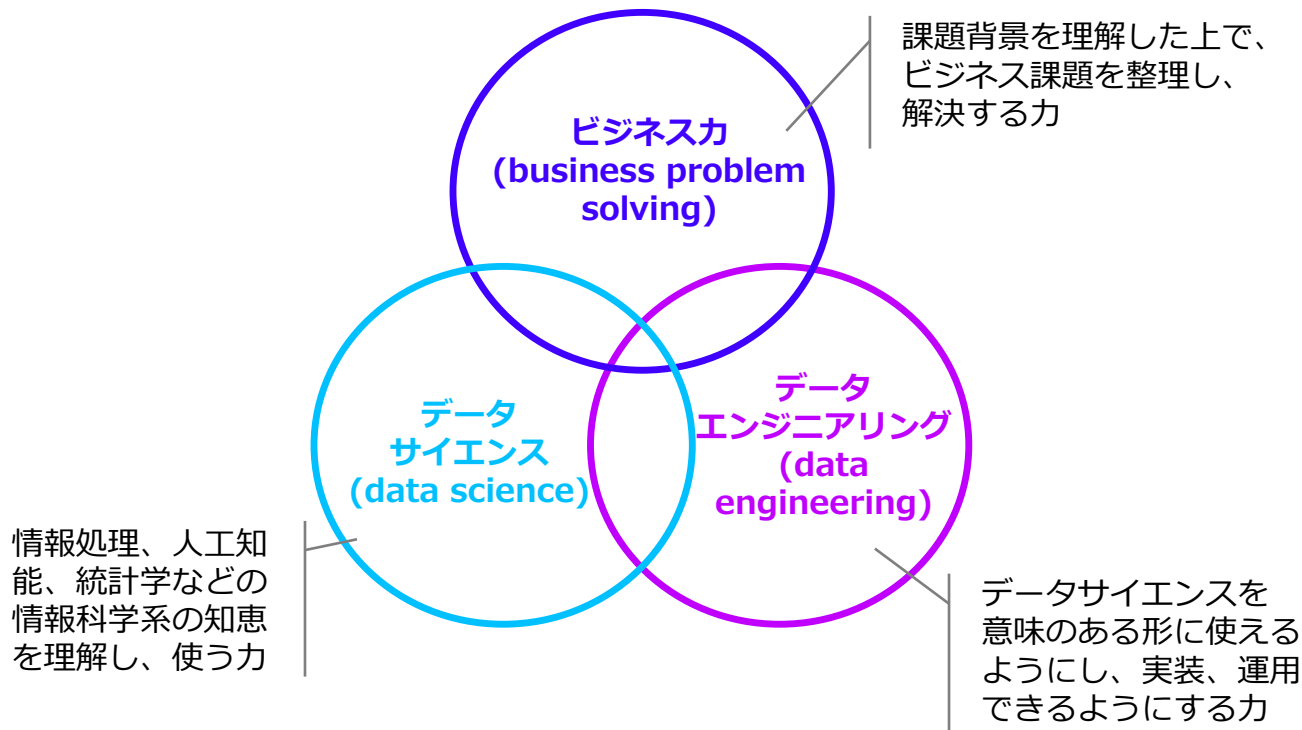 課題背景を理解した上で、
ビジネス課題を整理し、
解決する力
ビジネス力
(business problem
solving)
データ
サイエンス
(data science)
データ
エンジニアリング
(data
engineering)
情報処理、人工知
能、統計学などの
情報科学系の知恵
を理解し、使う力
データサイエンスを
意味のある形に使える
ようにし、実装、運用
できるようにする力